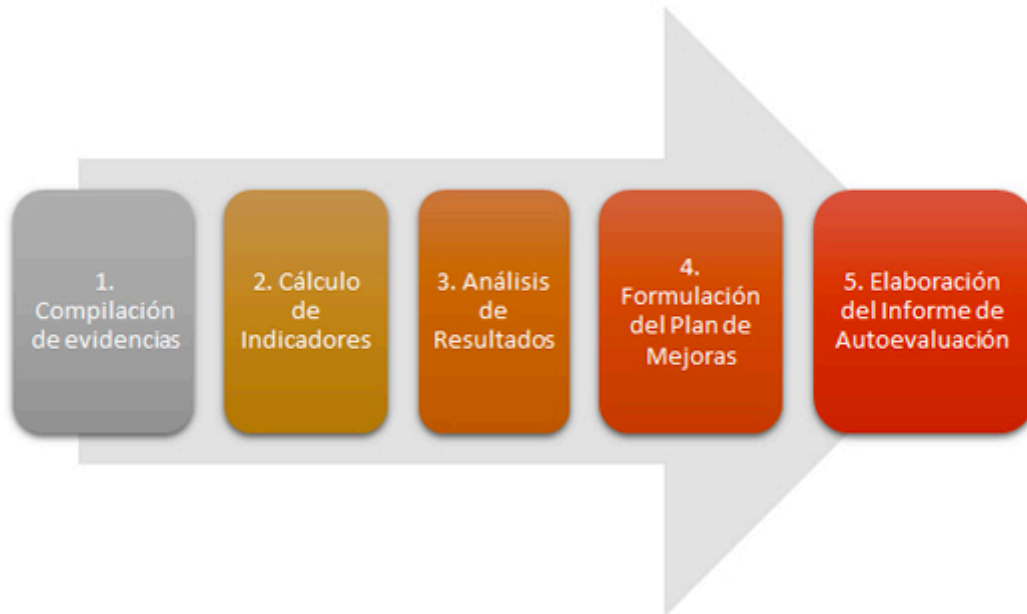 1.
Compilación
de evidencias
2. Cálculo
de
Indicadores
3. Análisis
de
Resultados
4.
Formulación
del Plan de
Mejoras
5. Elaboración
del Informe de
Autoevaluación